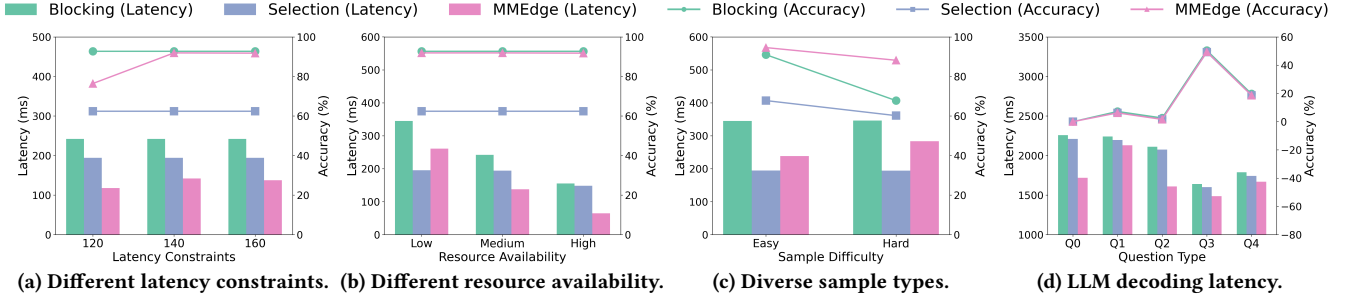 Blocking (Latency) Selection (Latency) MMEdge (Latency) Blocking (Accuracy) Selection (Accuracy) MMEdge (Accuracy)
500
400
300
200
100
0
Latency (ms)
100
80
60
40
20
0
Accuracy (%)
120 140 160
Latency Constraints
(a) Different latency constraints.
600
500
400
300
200
100
0
Latency (ms)
100
80
60
40
20
0
Accuracy (%)
Low Medium High
Resource Availability
(b) Different resource availability.
600
500
400
300
200
100
0
Latency (ms)
100
80
60
40
20
0
Accuracy (%)
Easy Hard
Sample Difficulty
(c) Diverse sample types.
3500
3000
2500
2000
1500
1000
Latency (ms)
60
40
20
0
−20
−40
−60
−80
Accuracy (%)
Q0 Q1 Q2 Q3 Q4
Question Type
(d) LLM decoding latency.